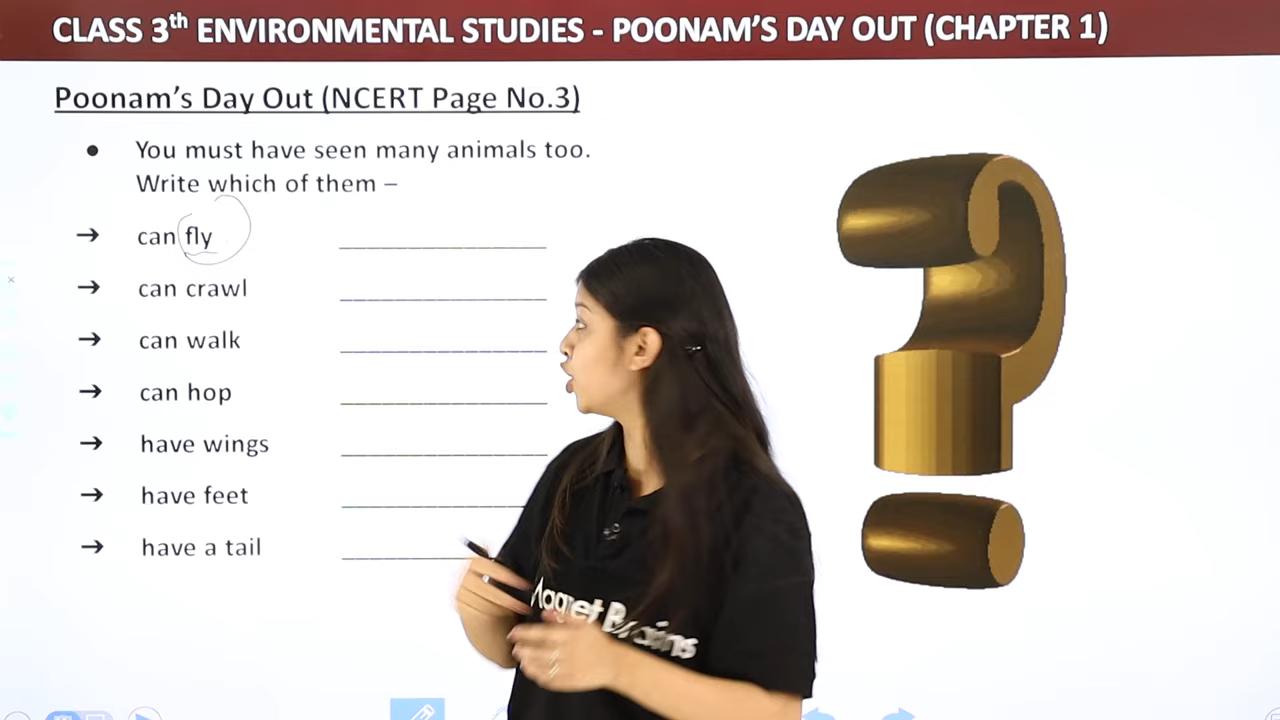 CLASS 3th ENVIRONMENTAL STUDIES - POONAM'S DAY OUT (CHAPTER 1)
Poonam's Day Out (NCERT Page No.3)
● You must have seen many animals too.
Write which of them –
→ can fly
→ can crawl
→ can walk
→ can hop
→ have wings
→ have feet
→ have a tail
Magnet Brains